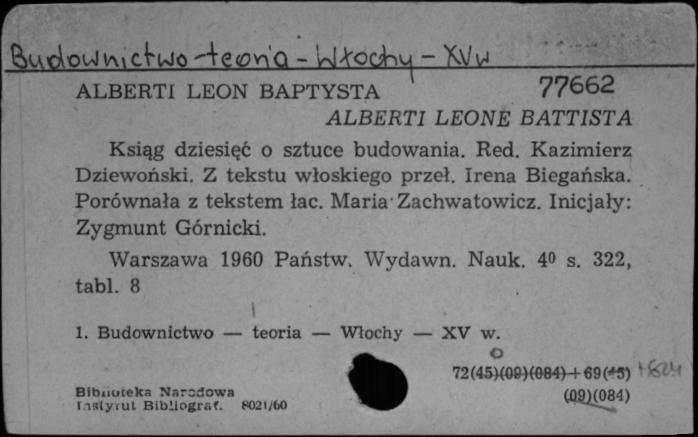 Budownictwo-teoria-Włochy-XVw
ALBERTI LEON BAPTYSTA 77662
ALBERTI LEONE BATTISTA
Ksiąg dziesięć o sztuce budowania. Red. Kazimierz
Dziewoński. Z tekstu włoskiego przeł. Irena Biegańska.
Porównała z tekstem łac. Maria Zachwatowicz. Inicjały:
Zygmunt Górnicki.
Warszawa 1960 Państw. Wydawn. Nauk. 4⁰ s. 322,
tabl. 8
1. Budownictwo — teoria — Włochy — XV w.
72(45)(09)(084)+69(45)
(09)(084)
Biblioteka Narodowa
Instytut Bibliograf. 8021/60